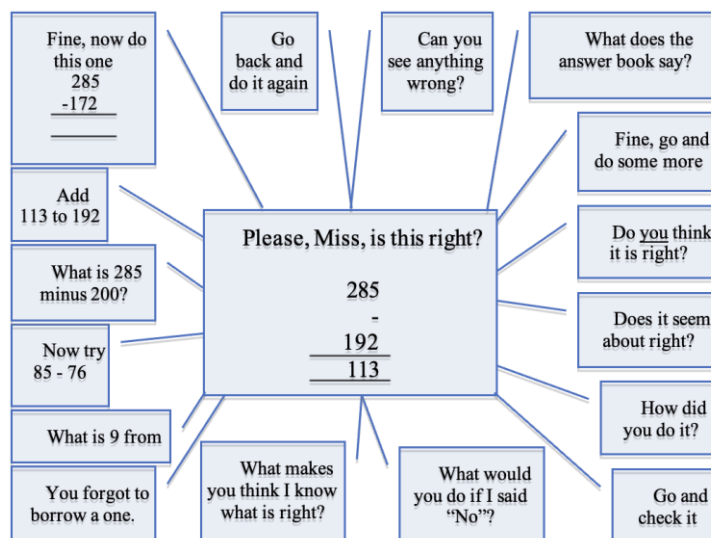 Fine, now do
this one
285
-172
Go
back and
do it again
Can you
see anything
wrong?
What does the
answer book say?
Fine, go and
do some more
Add
113 to 192
Please, Miss, is this right?
285
-
192
113
Do you think
it is right?
What is 285
minus 200?
Does it seem
about right?
Now try
85 - 76
How did
you do it?
What is 9 from
You forgot to
borrow a one.
What makes
you think I know
what is right?
What would
you do if I said
“No”?
Go and
check it